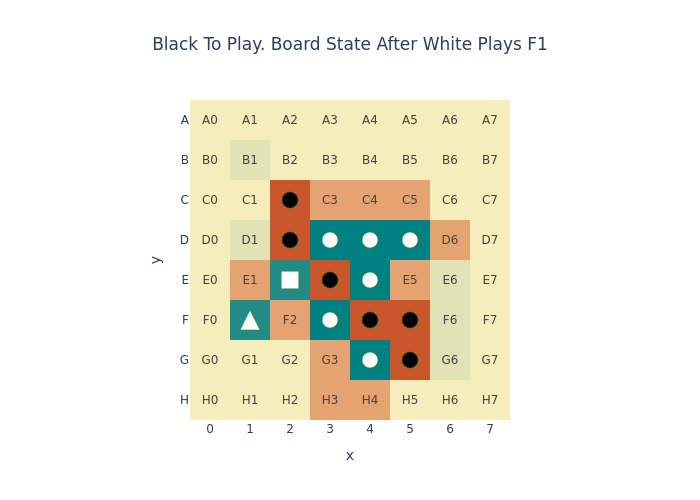 Black To Play. Board State After White Plays F1
A A0 A1 A2 A3 A4 A5 A6 A7
B B0 B1 B2 B3 B4 B5 B6 B7
C C0 C1 C3 C4 C5 C6 C7
D D0 D1 D6 D7
E E0 E1 E5 E6 E7
F F0 F2 F6 F7
G G0 G1 G2 G3 G6 G7
H H0 H1 H2 H3 H4 H5 H6 H7
0 1 2 3 4 5 6 7
x
y